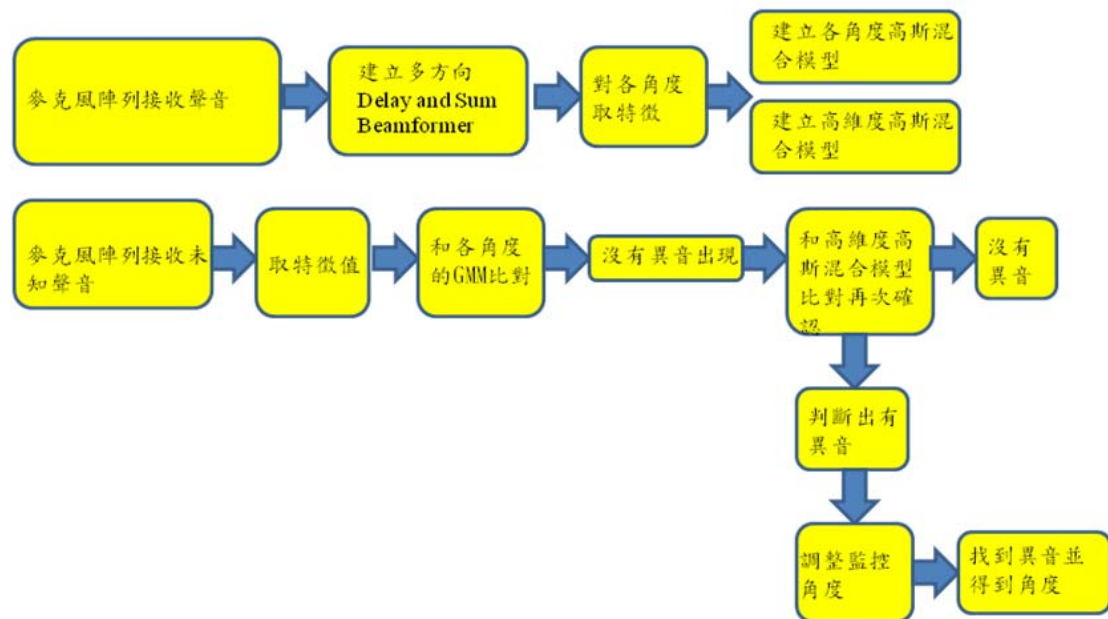 麥克風陣列接收聲音
建立多方向
Delay and Sum
Beamformer
對各角度
取特徵
建立各角度高斯混
合模型
建立高維度高斯混
合模型
麥克風陣列接收未
知聲音
取特徵值
和各角度
的GMM比對
沒有異音出現
和高維度高
斯混合模型
比對再次確
認
沒有
異音
判斷出有
異音
調整監控
角度
找到異音並
得到角度